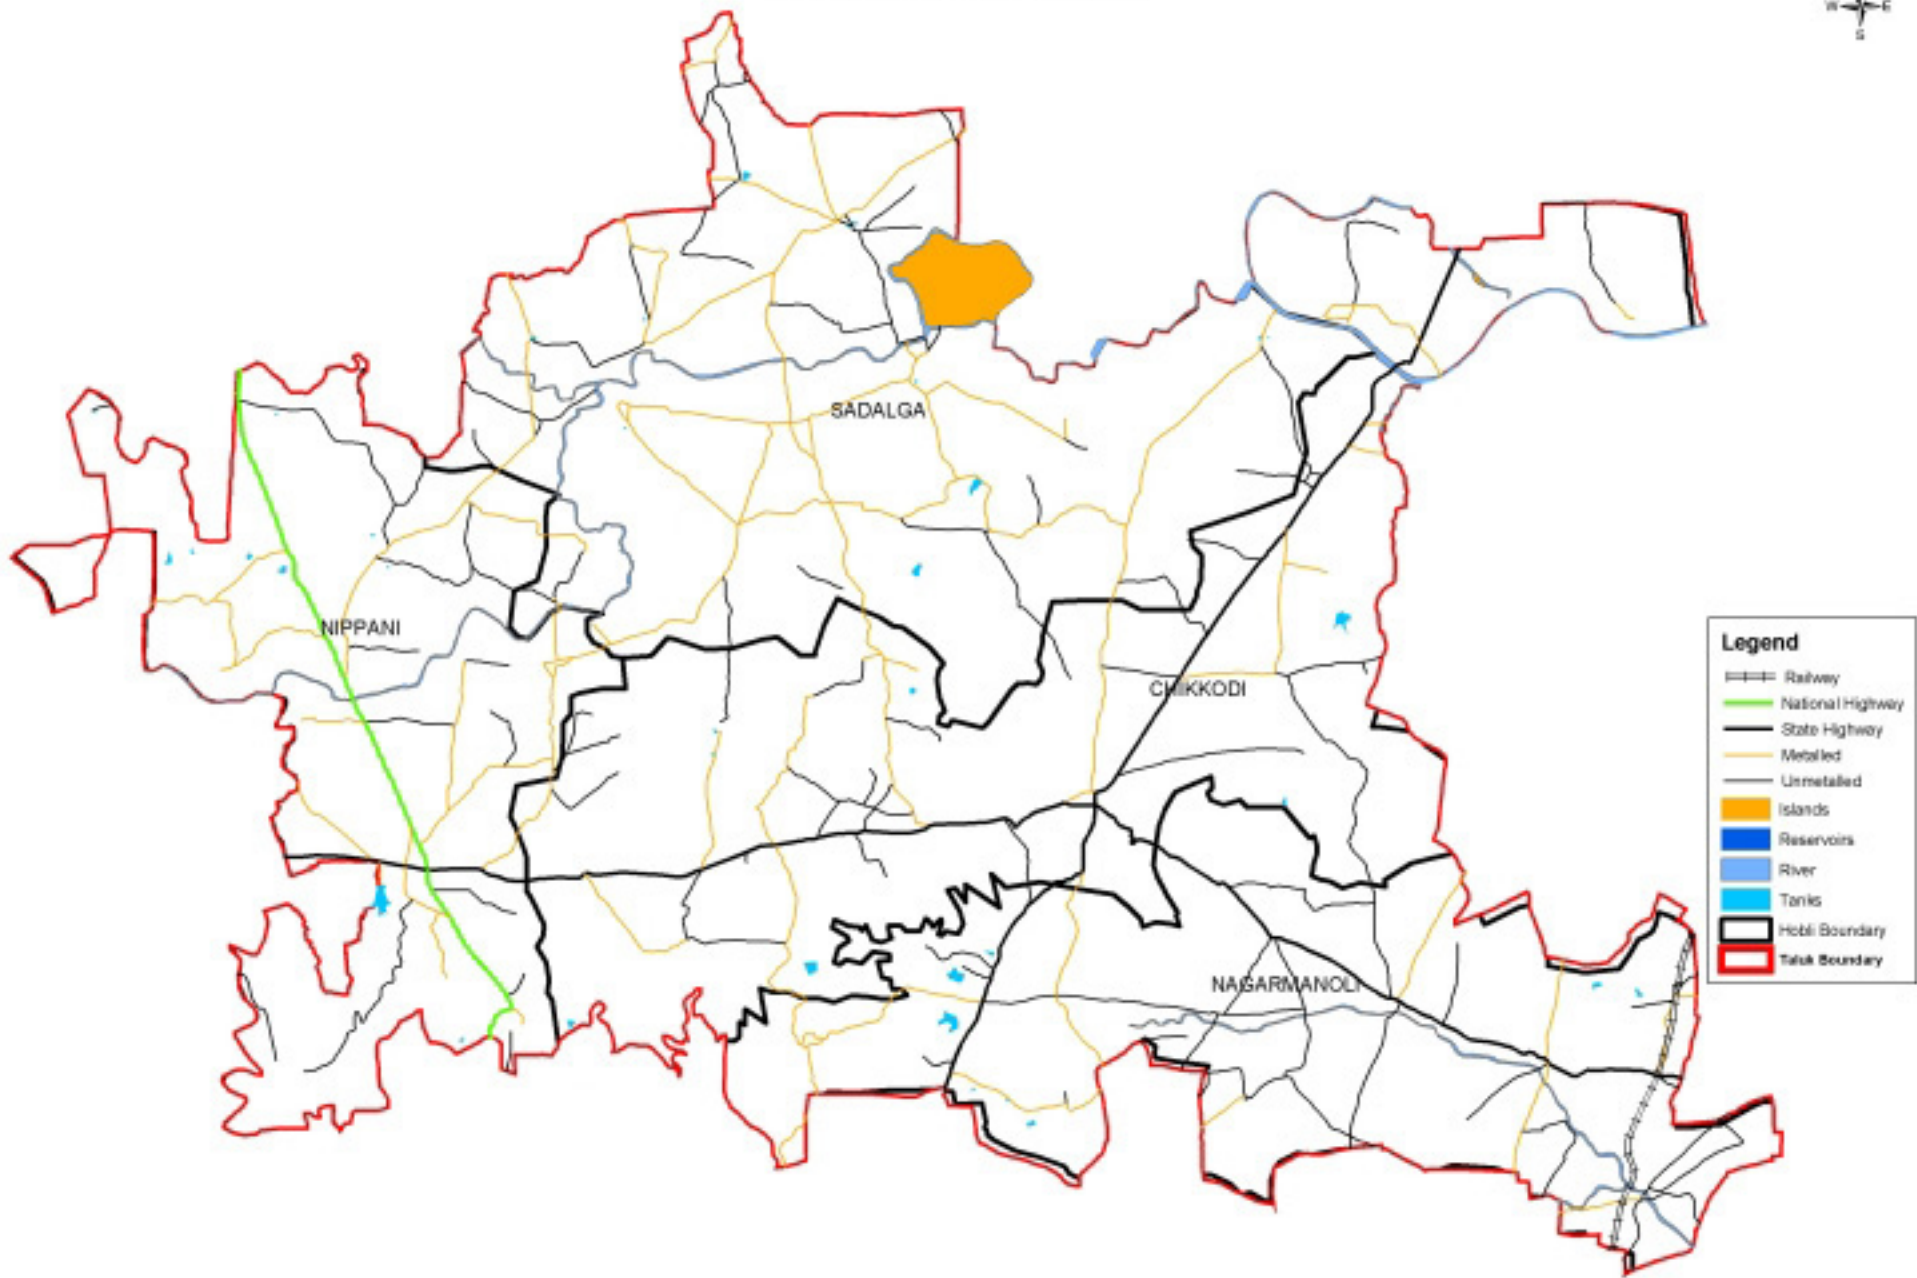 W E
S
SADALGA
NIPPANI
CHIKKODI
NAGARMANOLI
Legend
Railway
National Highway
State Highway
Metalled
Unmetalled
Islands
Reservoirs
River
Tanks
Hobli Boundary
Taluk Boundary